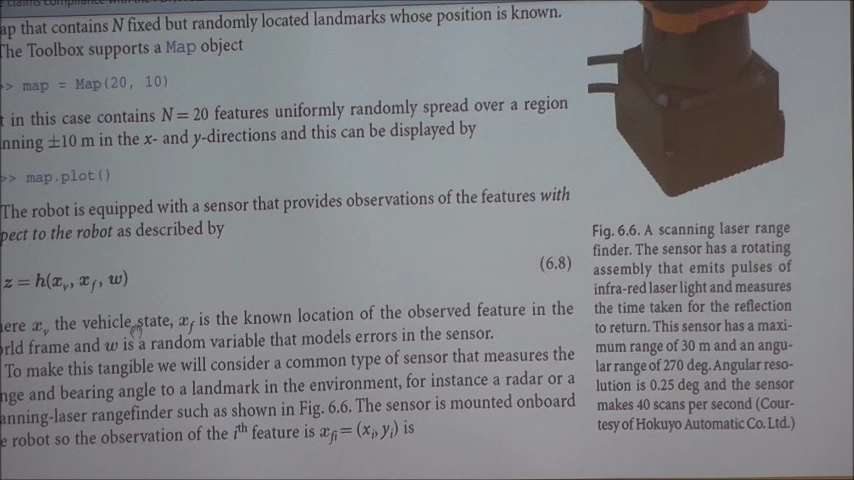 ap that contains N fixed but randomly located landmarks whose position is known.
The Toolbox supports a Map object
>> map = Map(20, 10)
t in this case contains N = 20 features uniformly randomly spread over a region
nning ±10 m in the x- and y-directions and this can be displayed by
>> map.plot()
The robot is equipped with a sensor that provides observations of the features with
pect to the robot as described by
z = h(xv, xf, w)
(6.8)
ere xv the vehicle state, xf is the known location of the observed feature in the
rld frame and w is a random variable that models errors in the sensor.
To make this tangible we will consider a common type of sensor that measures the
nge and bearing angle to a landmark in the environment, for instance a radar or a
anning-laser rangefinder such as shown in Fig. 6.6. The sensor is mounted onboard
e robot so the observation of the ith feature is xfi = (xi, yi) is
Fig. 6.6. A scanning laser range
finder. The sensor has a rotating
assembly that emits pulses of
infra-red laser light and measures
the time taken for the reflection
to return. This sensor has a maxi-
mum range of 30 m and an angu-
lar range of 270 deg. Angular reso-
lution is 0.25 deg and the sensor
makes 40 scans per second (Cour-
tesy of Hokuyo Automatic Co. Ltd.)